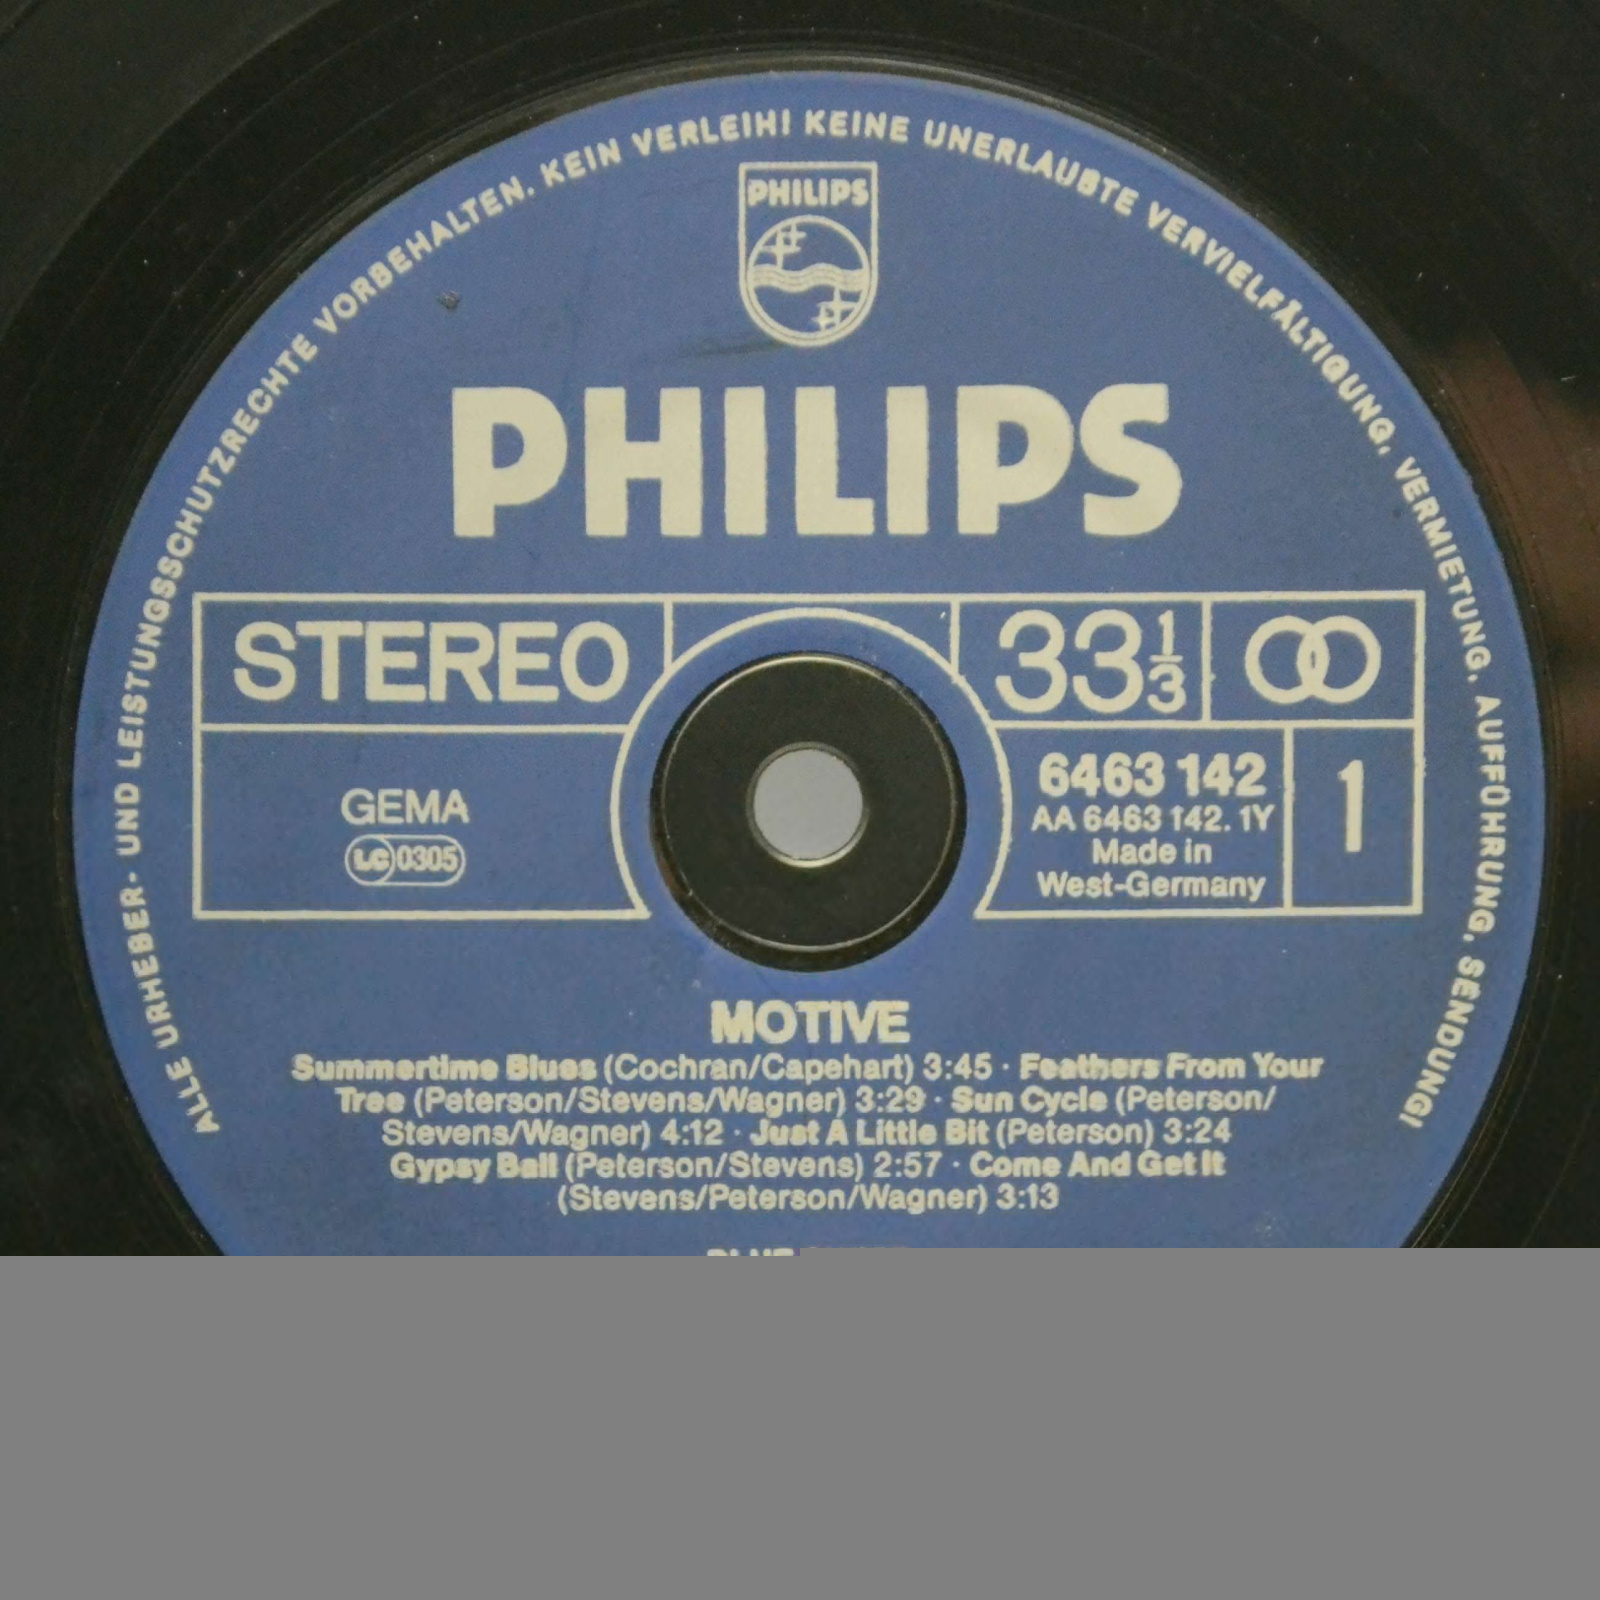 ALLE URHEBER- UND LEISTUNGSSCHUTZRECHTE VORBEHALTEN. KEIN VERLEIH! KEINE UNERLAUBTE VERVIELFÄLTIGUNG, VERMIETUNG, AUFFÜHRUNG, SENDUNG!
PHILIPS
PHILIPS
STEREO
33 1/3
GEMA
LC 0305
6463 142
AA 6463 142. 1Y
Made in
West-Germany
1
MOTIVE
Summertime Blues (Cochran/Capehart) 3:45 · Feathers From Your
Tree (Peterson/Stevens/Wagner) 3:29 · Sun Cycle (Peterson/
Stevens/Wagner) 4:12 · Just A Little Bit (Peterson) 3:24
Gypsy Ball (Peterson/Stevens) 2:57 · Come And Get It
(Stevens/Peterson/Wagner) 3:13